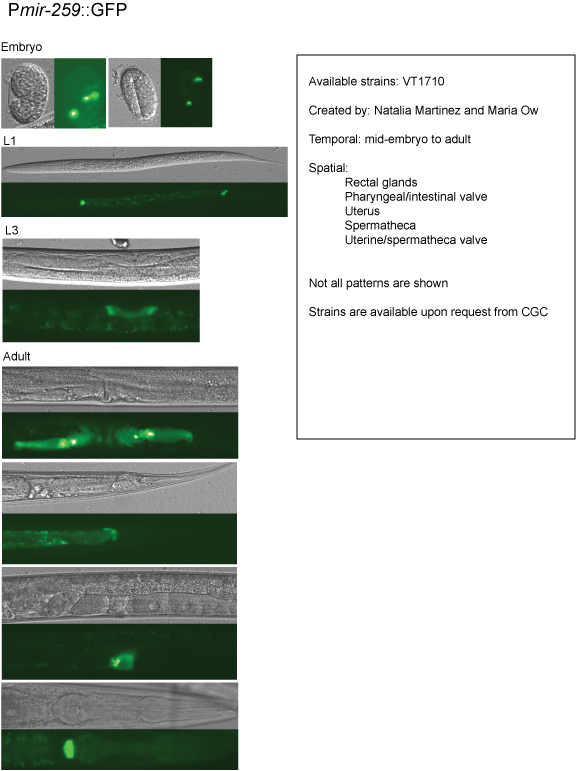 Pmir-259::GFP
Embryo
L1
L3
Adult
Available strains: VT1710
Created by: Natalia Martinez and Maria Ow
Temporal: mid-embryo to adult
Spatial:
Rectal glands
Pharyngeal/intestinal valve
Uterus
Spermatheca
Uterine/spermatheca valve
Not all patterns are shown
Strains are available upon request from CGC